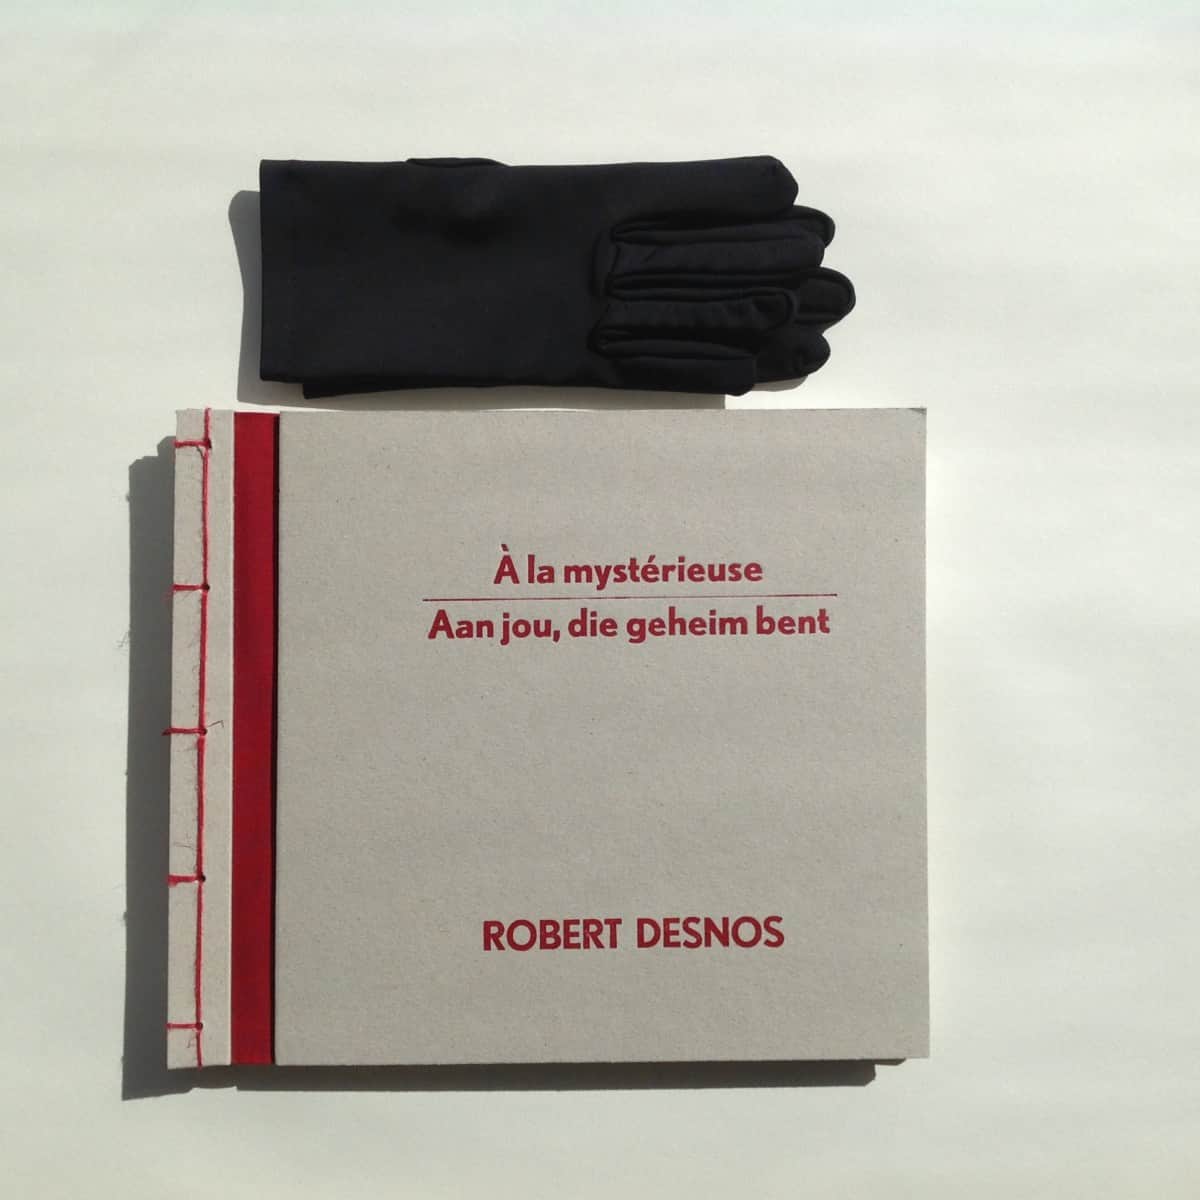 À la mystérieuse
Aan jou, die geheim bent
ROBERT DESNOS